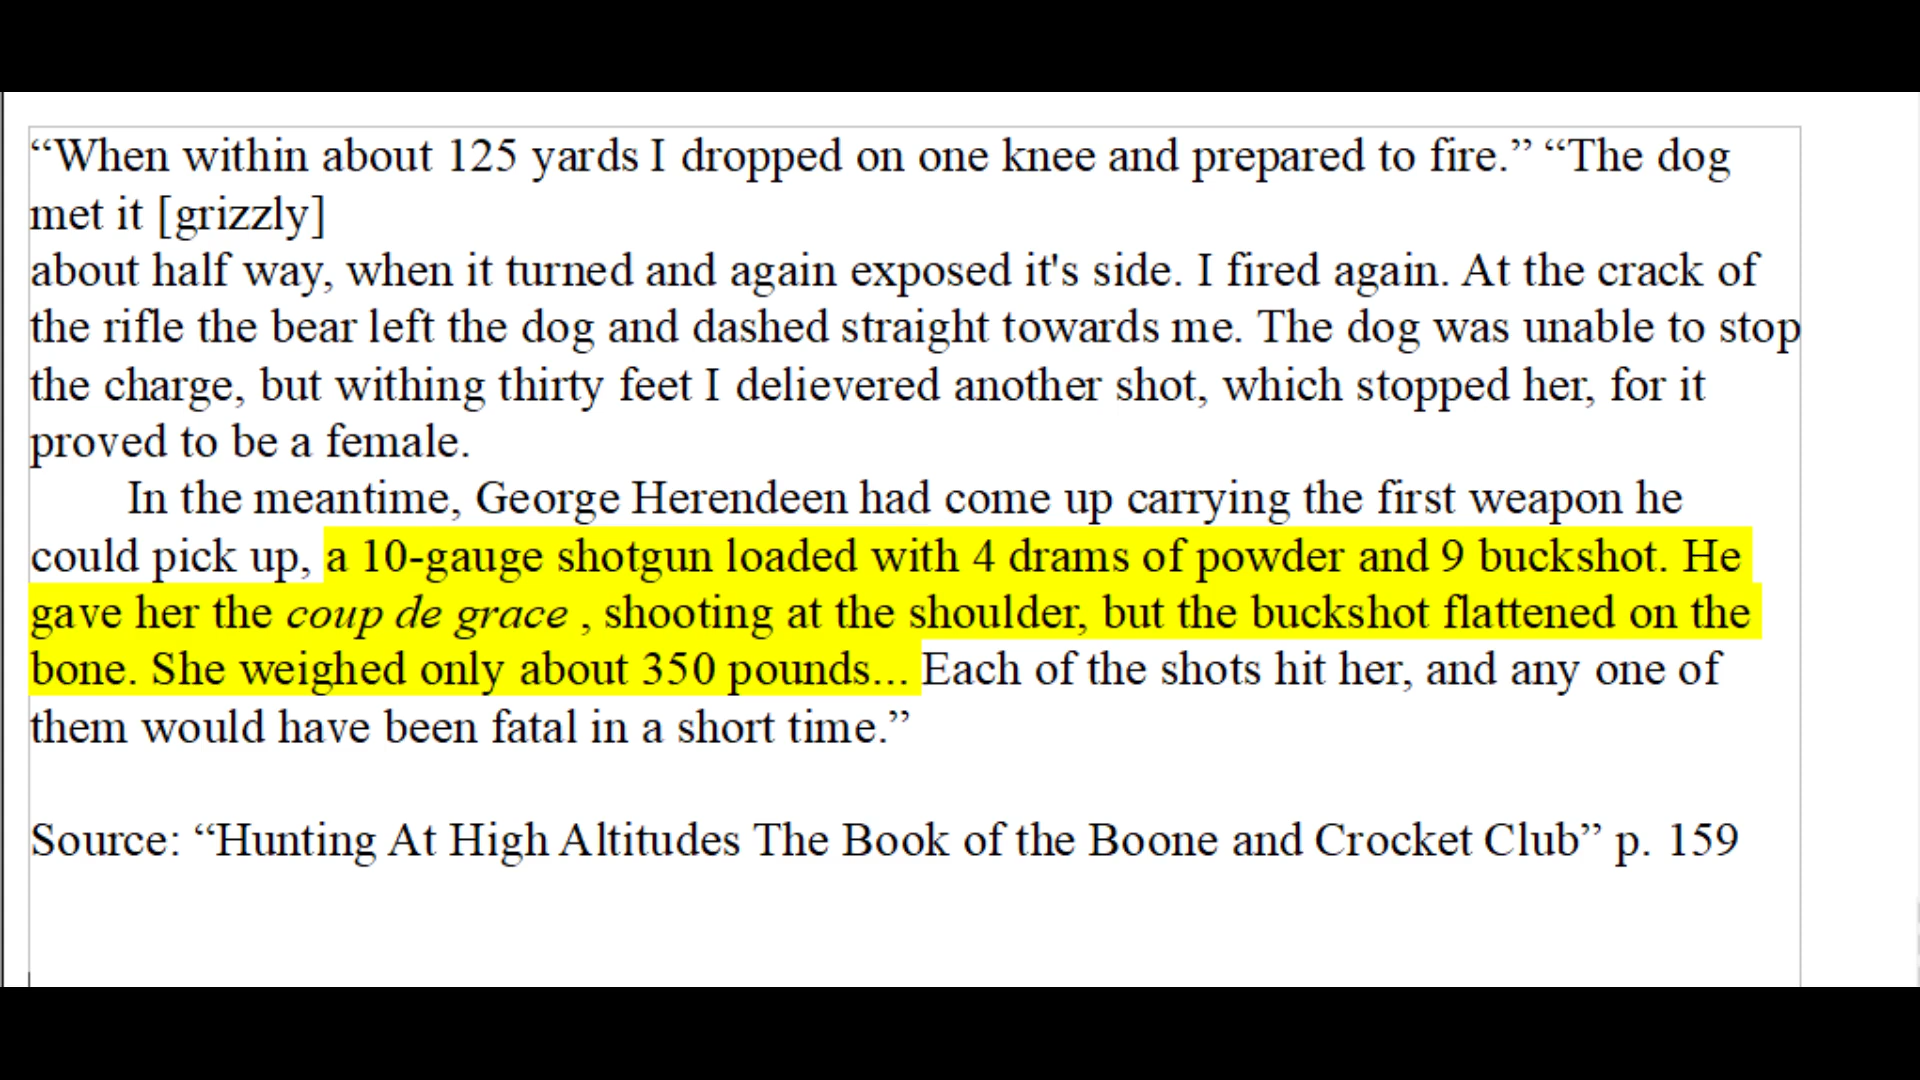 “When within about 125 yards I dropped on one knee and prepared to fire.” “The dog
met it [grizzly]
about half way, when it turned and again exposed it's side. I fired again. At the crack of
the rifle the bear left the dog and dashed straight towards me. The dog was unable to stop
the charge, but withing thirty feet I delievered another shot, which stopped her, for it
proved to be a female.
In the meantime, George Herendeen had come up carrying the first weapon he
could pick up, a 10-gauge shotgun loaded with 4 drams of powder and 9 buckshot. He
gave her the coup de grace , shooting at the shoulder, but the buckshot flattened on the
bone. She weighed only about 350 pounds... Each of the shots hit her, and any one of
them would have been fatal in a short time.”
Source: “Hunting At High Altitudes The Book of the Boone and Crocket Club” p. 159